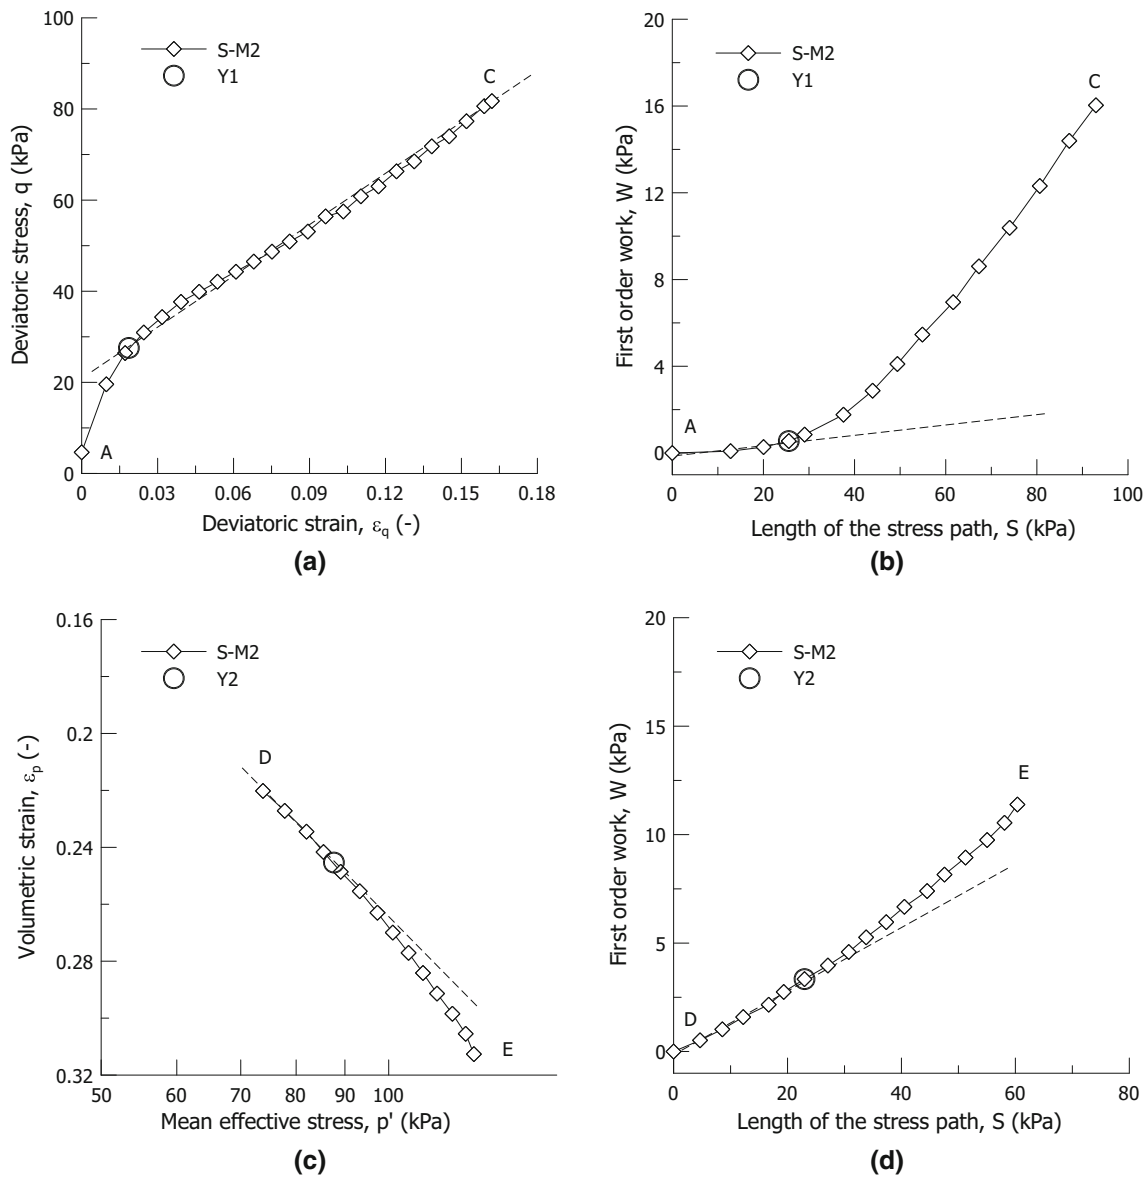 100
80
60
40
20
0
Deviatoric stress, q (kPa)
S-M2
Y1
C
A
0 0.03 0.06 0.09 0.12 0.15 0.18
Deviatoric strain, εq (-)
(a)
20
16
12
8
4
0
First order work, W (kPa)
S-M2
Y1
C
A
0 20 40 60 80 100
Length of the stress path, S (kPa)
(b)
0.16
0.2
0.24
0.28
0.32
Volumetric strain, εp (-)
S-M2
Y2
D
E
50 60 70 80 90 100
Mean effective stress, p' (kPa)
(c)
20
15
10
5
0
First order work, W (kPa)
S-M2
Y2
E
D
0 20 40 60 80
Length of the stress path, S (kPa)
(d)